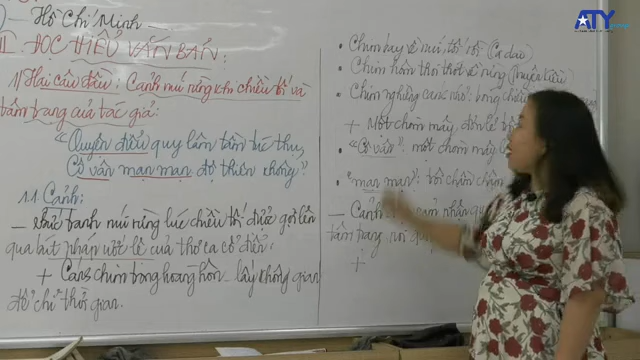 - Hồ Chí Minh -
II. ĐỌC HIỂU VĂN BẢN:
1/ Hai câu đầu: Cảnh núi rừng khi chiều tối và
tâm trạng của tác giả:
"Quyện điểu quy lâm tầm túc thụ,
Cô vân mạn mạn độ thiên không".
1.1. Cảnh:
- Bức tranh núi rừng lúc chiều tối được gợi lên
qua bút pháp ước lệ của thơ ca cổ điển:
+ Cánh chim trong hoàng hôn lấy không gian
để chỉ thời gian.
• Chim bay về núi, tối rồi (Ca dao)
• Chim hôm thoi thót về rừng (Truyện Kiều)
• Chim nghiêng cánh nhỏ: bóng chiều
+ Một chòm mây, đơn lẻ
• "Cô vân": một chòm mây
• "mạn mạn": trôi chầm chậm
- Cảnh nhận
tâm trạng
+
ATY